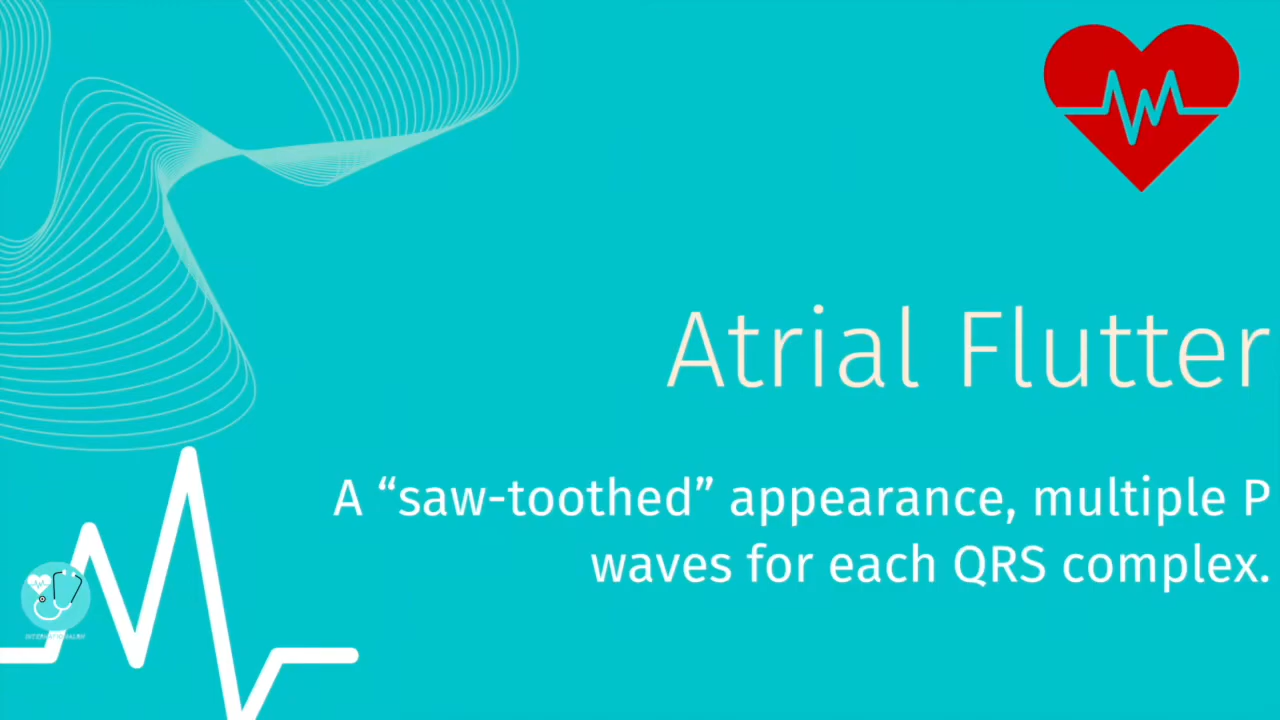 Atrial Flutter
A “saw-toothed” appearance, multiple P
waves for each QRS complex.